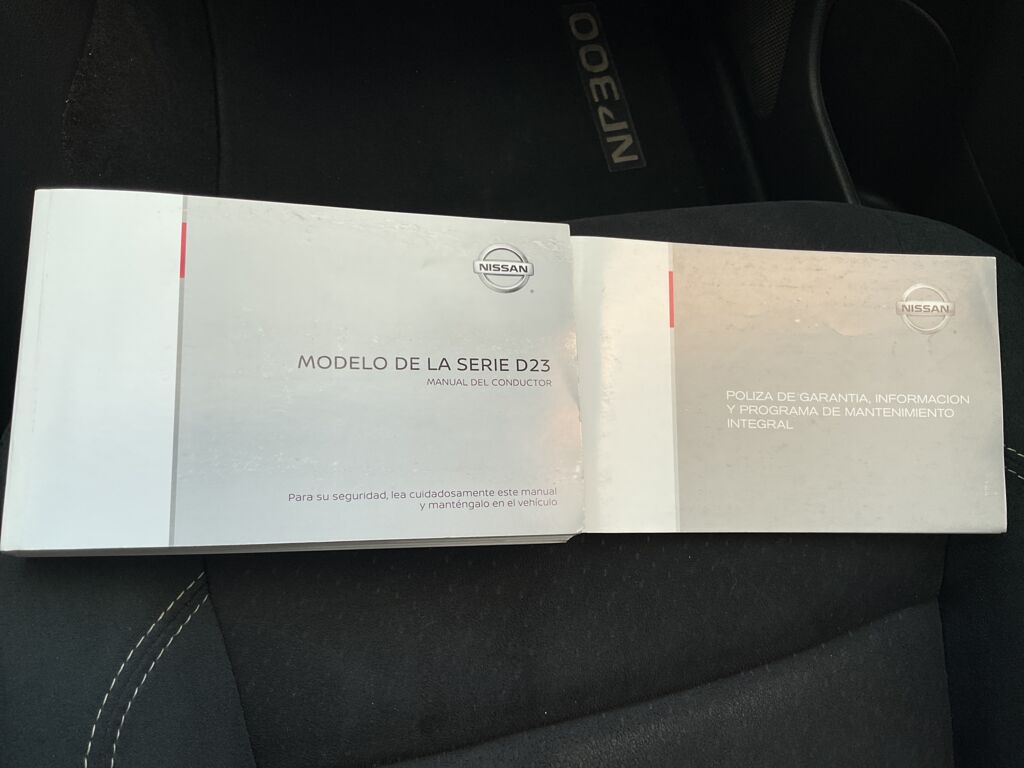 NP300
NISSAN
MODELO DE LA SERIE D23
MANUAL DEL CONDUCTOR
Para su seguridad, lea cuidadosamente este manual
y manténgalo en el vehículo
NISSAN
POLIZA DE GARANTIA, INFORMACION
Y PROGRAMA DE MANTENIMIENTO
INTEGRAL